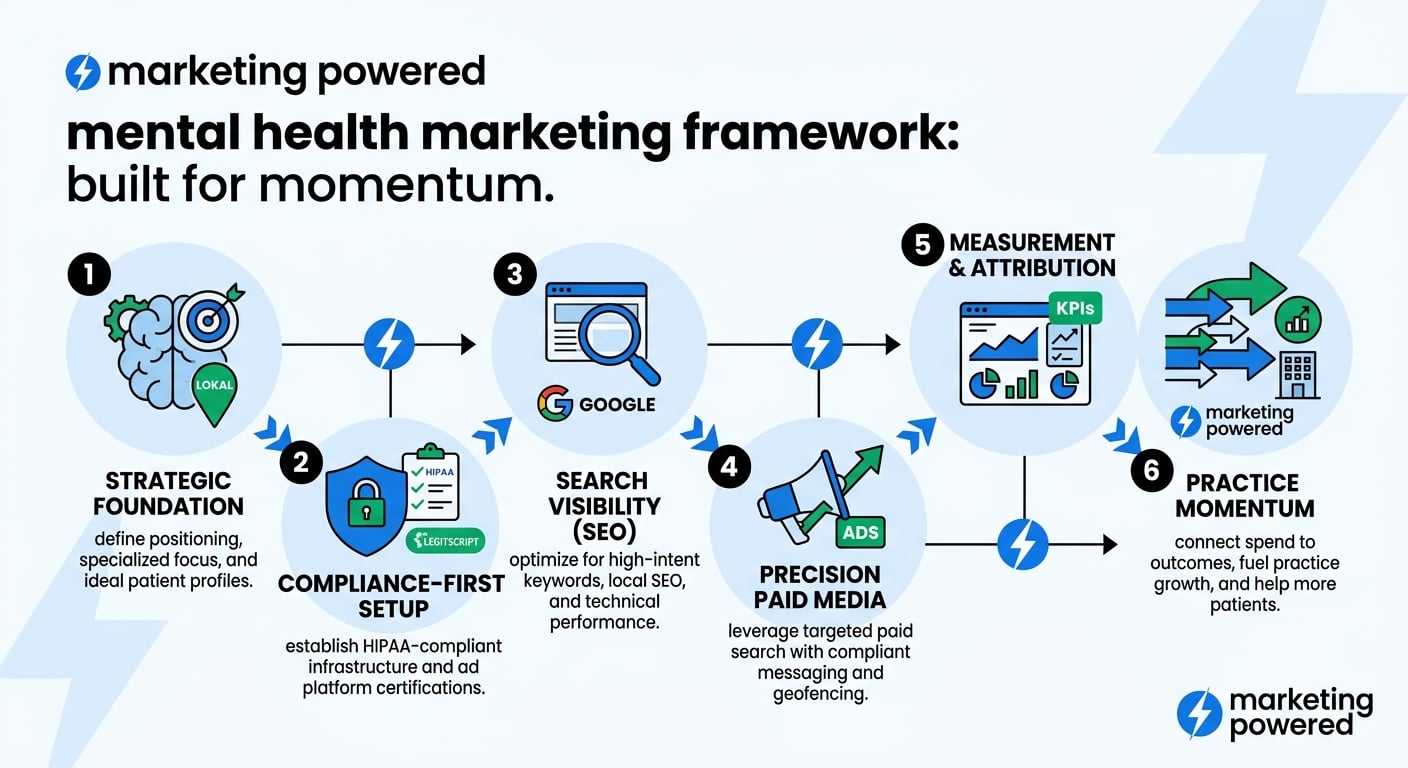 marketing powered
mental health marketing framework:
built for momentum.
1
LOKAL
STRATEGIC
FOUNDATION
define positioning,
specialized focus, and
ideal patient profiles.
2
HIPAA
LEGITSCRIPT
COMPLIANCE-FIRST
SETUP
establish HIPAA-compliant
infrastructure and ad
platform certifications.
3
GOOGLE
SEARCH
VISIBILITY
(SEO)
optimize for high-intent
keywords, local SEO,
and technical
performance.
4
ADS
PRECISION
PAID MEDIA
leverage targeted paid
search with compliant
messaging and
geofencing.
5
MEASUREMENT
& ATTRIBUTION
KPIs
marketing
powered
6
PRACTICE
MOMENTUM
connect spend to
outcomes, fuel practice
growth, and help more
patients.
marketing
powered